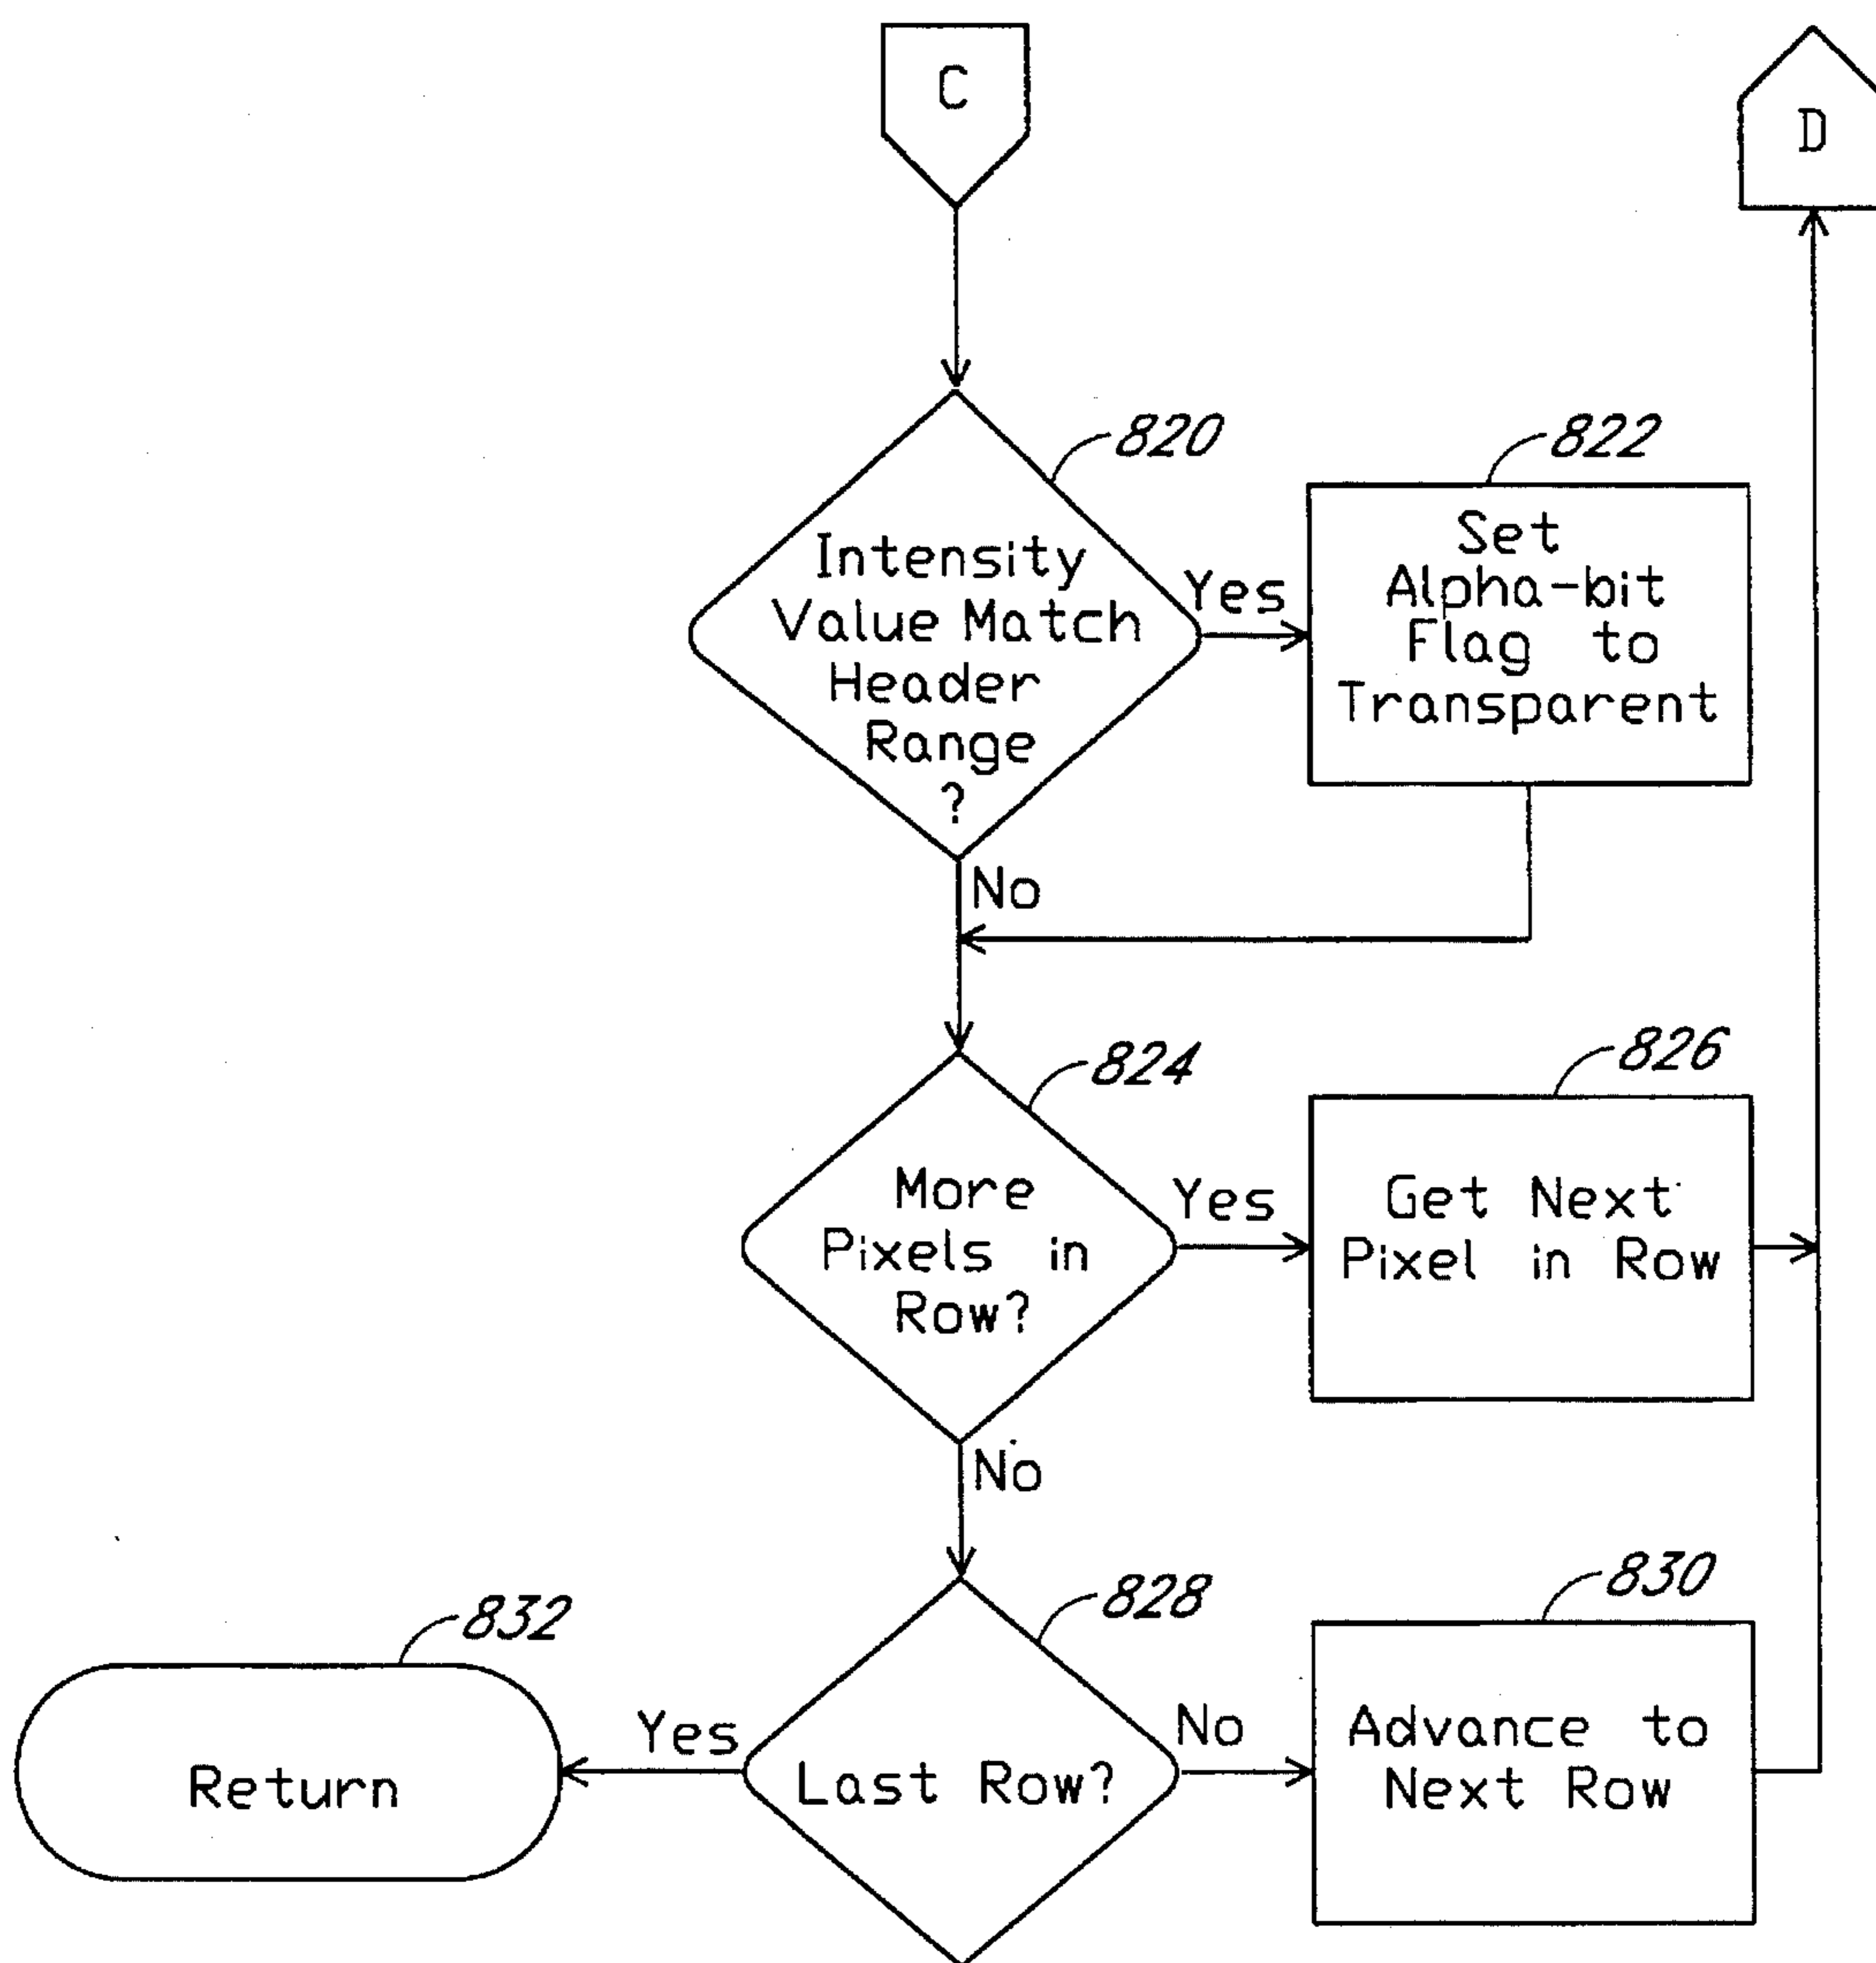 C
D
820
Intensity
Value Match
Header
Range
?
Yes
822
Set
Alpha-bit
Flag to
Transparent
No
824
More
Pixels in
Row?
Yes
826
Get Next
Pixel in Row
No
828
Last Row?
No
830
Advance to
Next Row
Yes
832
Return